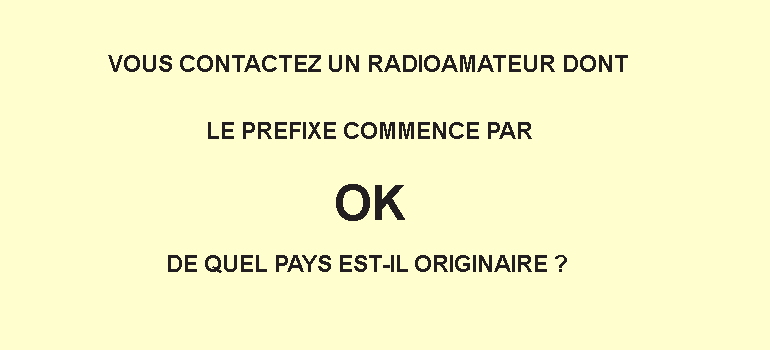 VOUS CONTACTEZ UN RADIOAMATEUR DONT
LE PREFIXE COMMENCE PAR
OK
DE QUEL PAYS EST-IL ORIGINAIRE ?